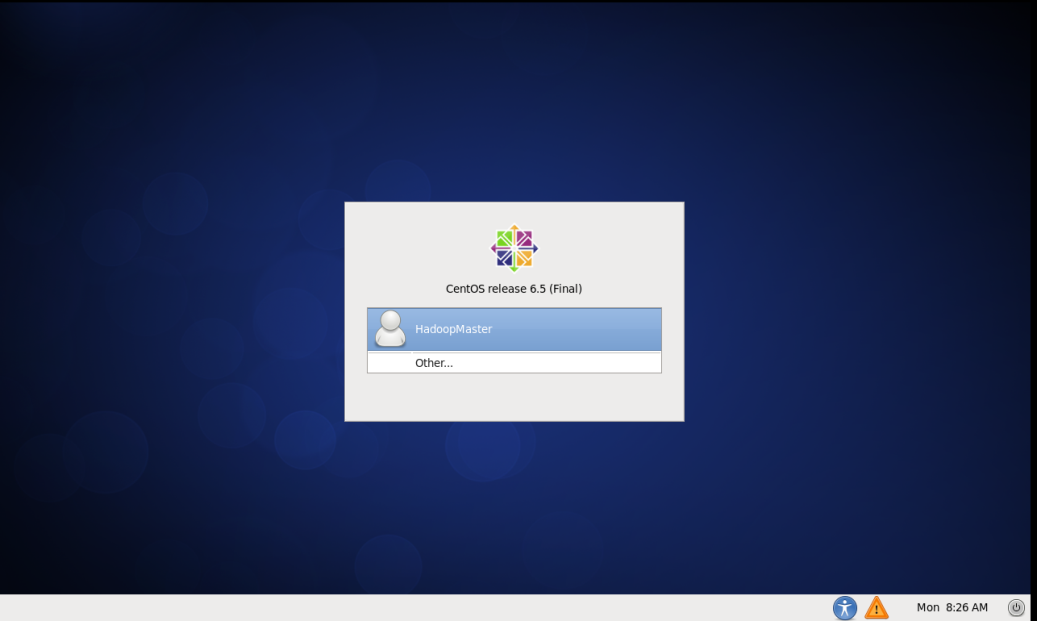 CentOS release 6.5 (Final)
HadoopMaster
Other...
Mon 8:26 AM